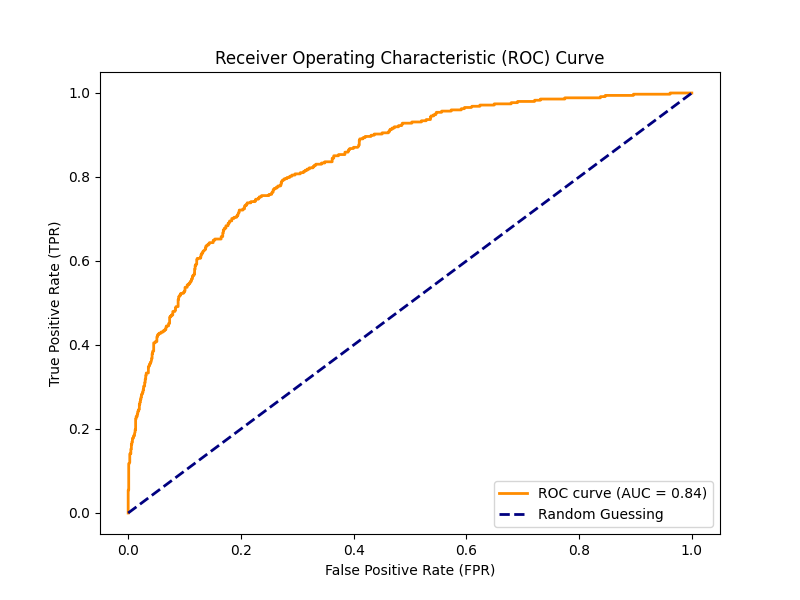 Receiver Operating Characteristic (ROC) Curve
True Positive Rate (TPR)
1.0
0.8
0.6
0.4
0.2
0.0
ROC curve (AUC = 0.84)
Random Guessing
0.0 0.2 0.4 0.6 0.8 1.0
False Positive Rate (FPR)